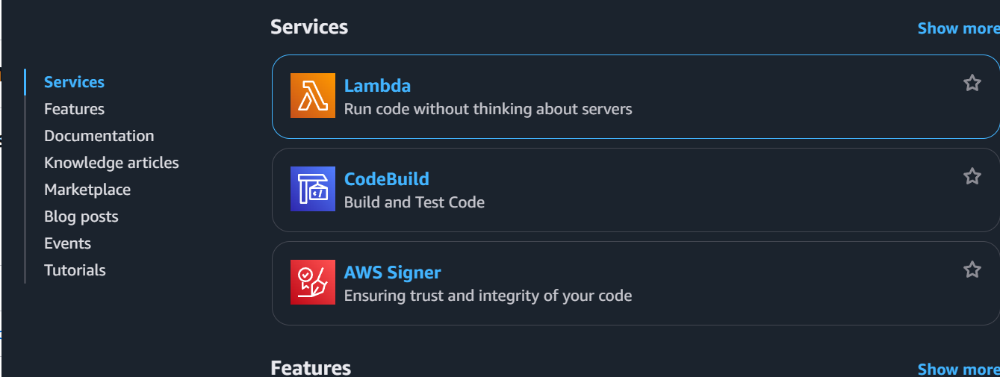 Services
Features
Documentation
Knowledge articles
Marketplace
Blog posts
Events
Tutorials
Services
Show more
Lambda
Run code without thinking about servers
CodeBuild
Build and Test Code
AWS Signer
Ensuring trust and integrity of your code
Features
Show more